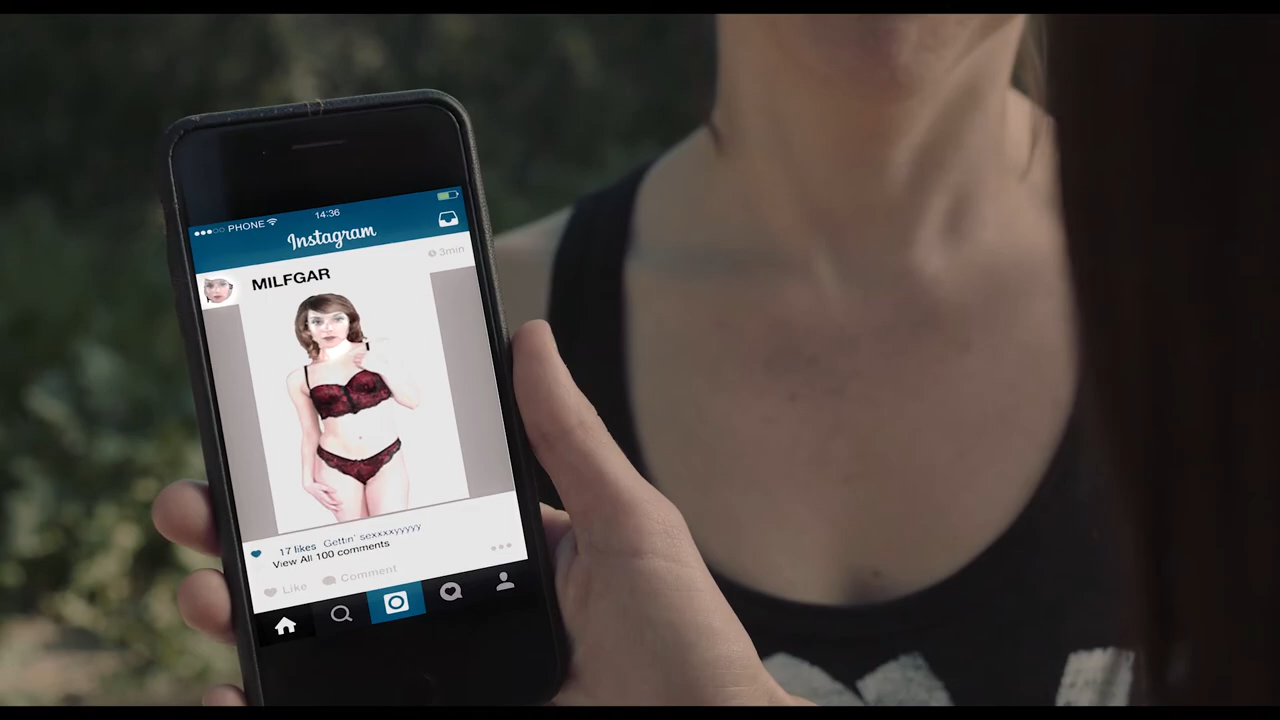 PHONE 14:36
Instagram
3min
MILFGAR
17 likes Gettin' sexxxxyyyyy
View All 100 comments
Like Comment